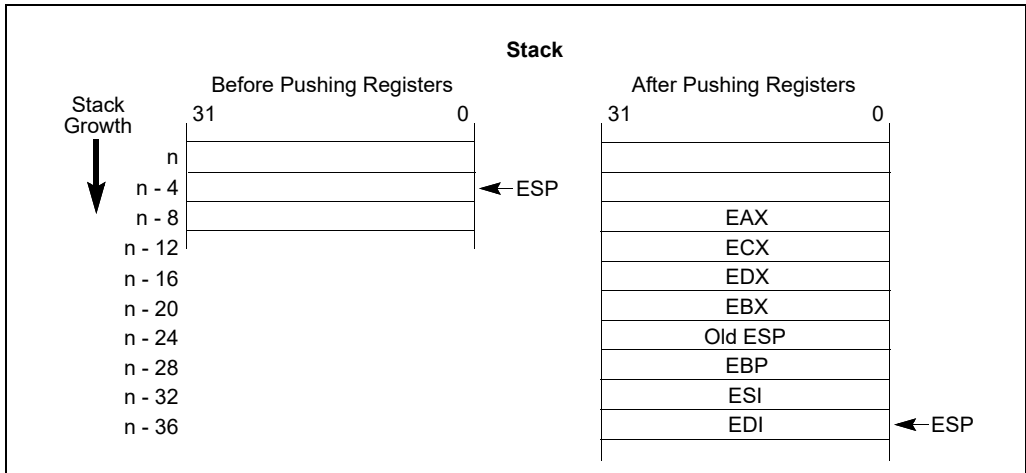 Stack
Before Pushing Registers After Pushing Registers
Stack
Growth
31 0 31 0
n
n - 4 ESP
n - 8 EAX
n - 12 ECX
n - 16 EDX
n - 20 EBX
n - 24 Old ESP
n - 28 EBP
n - 32 ESI
n - 36 EDI ESP